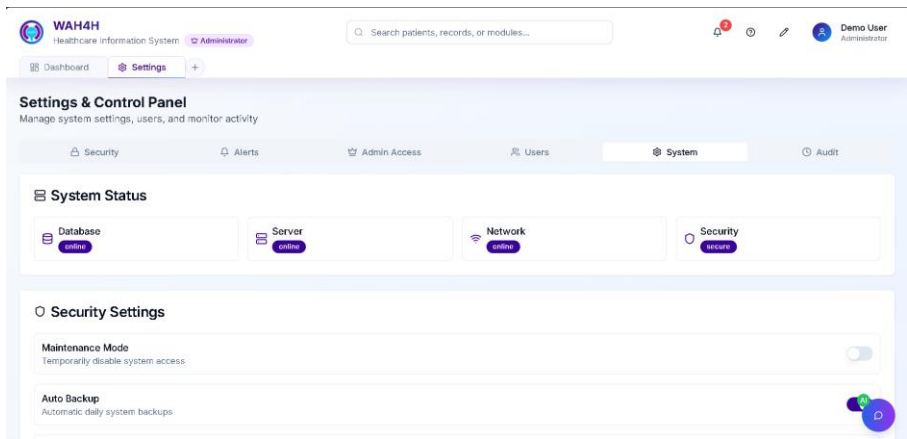 WAH4H
Healthcare Information System
Administrator
Search patients, records, or modules...
2
Demo User
Administrator
Dashboard
Settings
+
Settings & Control Panel
Manage system settings, users, and monitor activity
Security
Alerts
Admin Access
Users
System
Audit
System Status
Database
online
Server
online
Network
online
Security
secure
Security Settings
Maintenance Mode
Temporarily disable system access
Auto Backup
Automatic daily system backups
AI